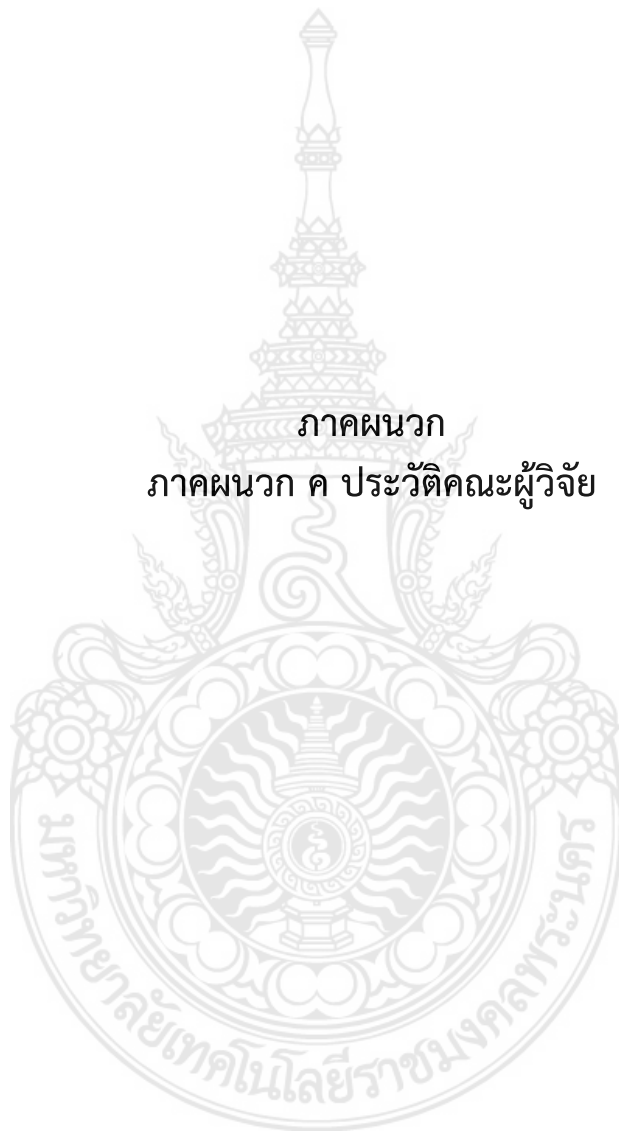 ภาคผนวก
ภาคผนวก ค ประวัติคณะผู้วิจัย
มหาวิทยาลัยเทคโนโลยีราชมงคลพระนคร